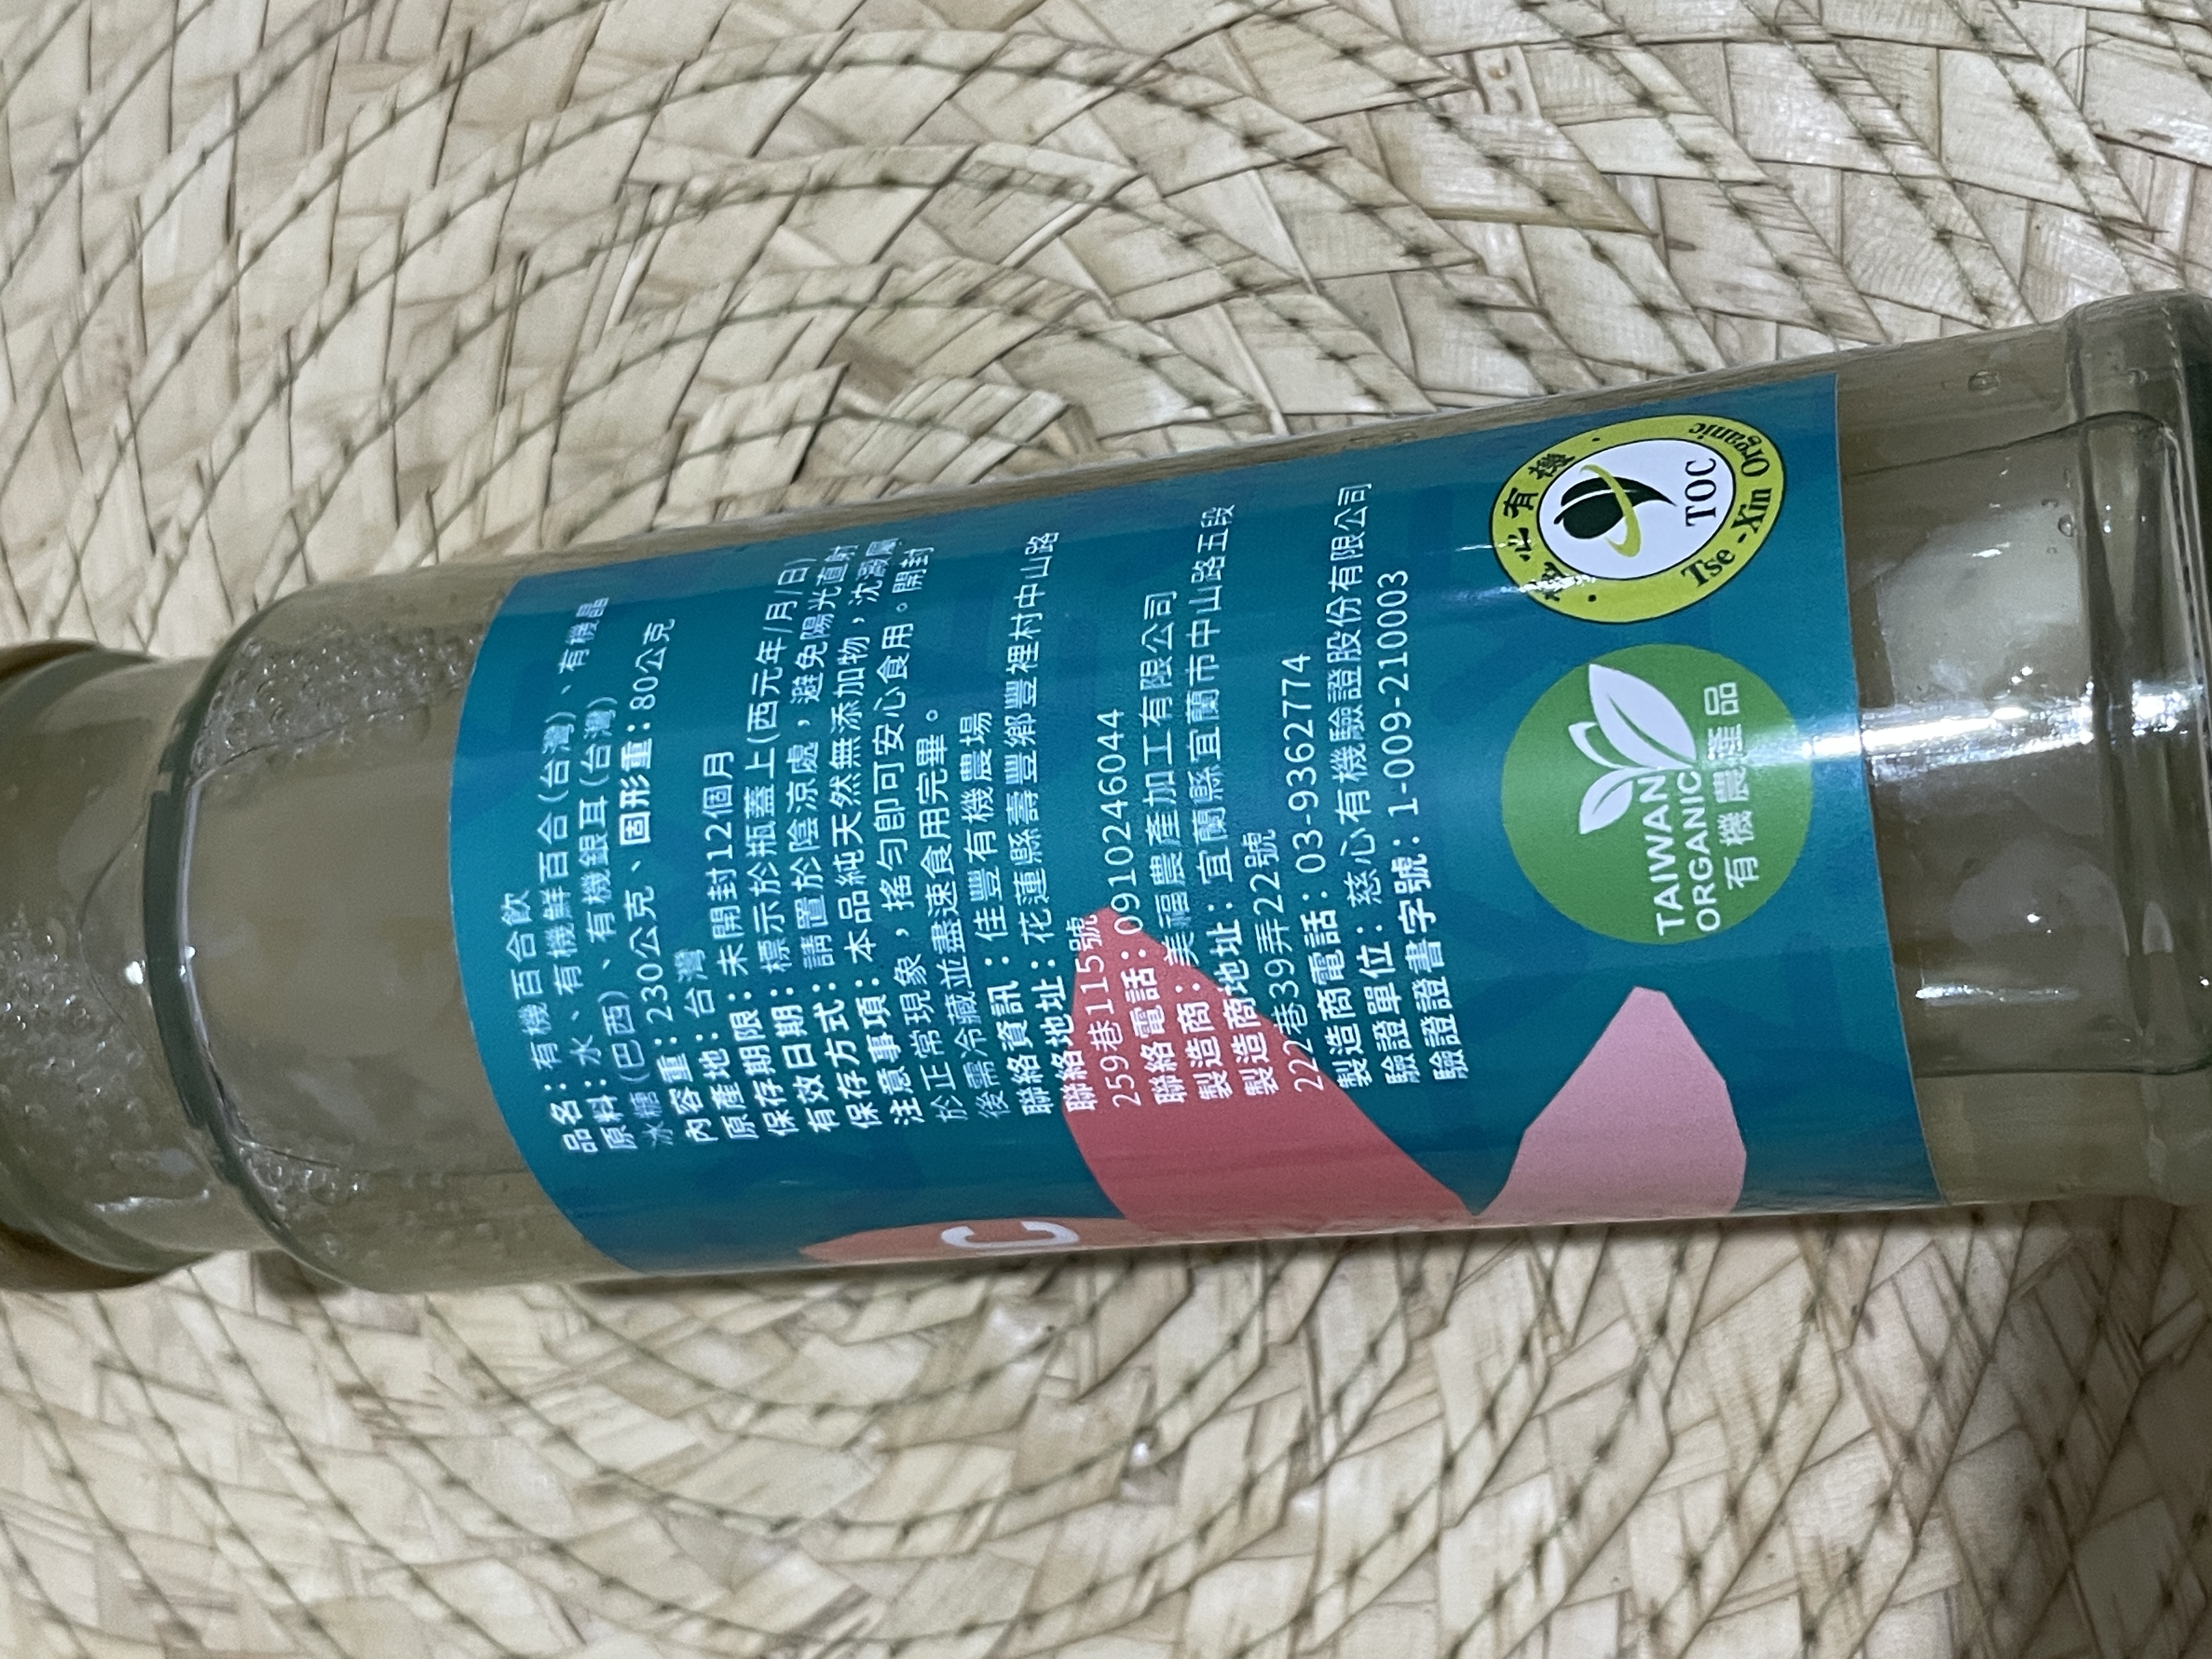 品名：有機百合飲
原料：水、有機鮮百合(台灣)、有機晶
冰糖(巴西)、有機銀耳(台灣)
內容量：230公克、固形重：80公克
原產地：台灣
保存期限：未開封12個月
有效日期：標示於瓶蓋上(西元年/月/日)
保存方式：請置於陰涼處，避免陽光直射
注意事項：本品純天然無添加物，沈澱屬
於正常現象，搖勻即可安心食用。開封
後需冷藏並盡速食用完畢。
聯絡資訊：佳豐有機農場
聯絡地址：花蓮縣壽豐鄉豐裡村中山路
259巷115號
聯絡電話：0910246044
製造商：美福農產加工有限公司
製造商地址：宜蘭縣宜蘭市中山路五段
222巷39弄22號
製造商電話：03-9362774
驗證單位：慈心有機驗證股份有限公司
驗證證書字號：1-009-210003
C
TAIWAN
ORGANIC
有機農產品
慈心有機
TOC
Tse-Xin Organic